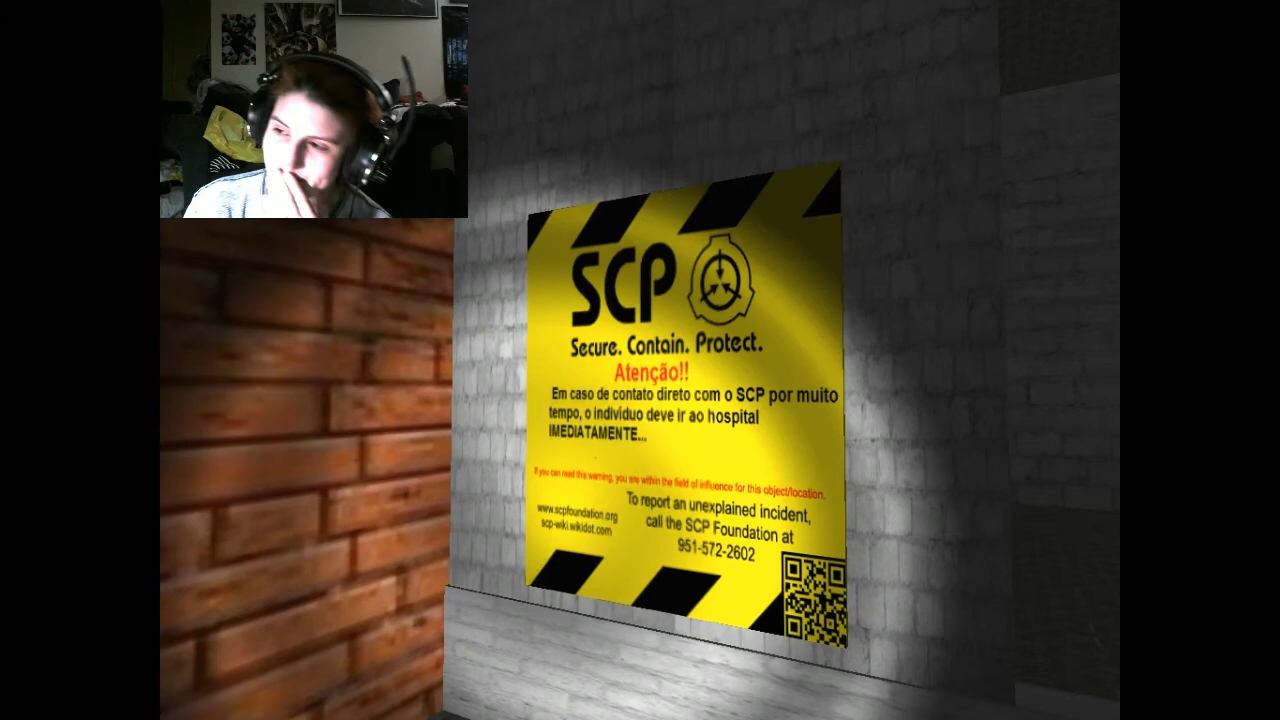 SCP
Secure. Contain. Protect.
Atenção!!
Em caso de contato direto com o SCP por muito
tempo, o individuo deve ir ao hospital
IMEDIATAMENTE...
If you can read this warning, you are within the field of influence for this object/location.
www.scpfoundation.org
scp-wiki.wikidot.com
To report an unexplained incident,
call the SCP Foundation at
951-572-2602